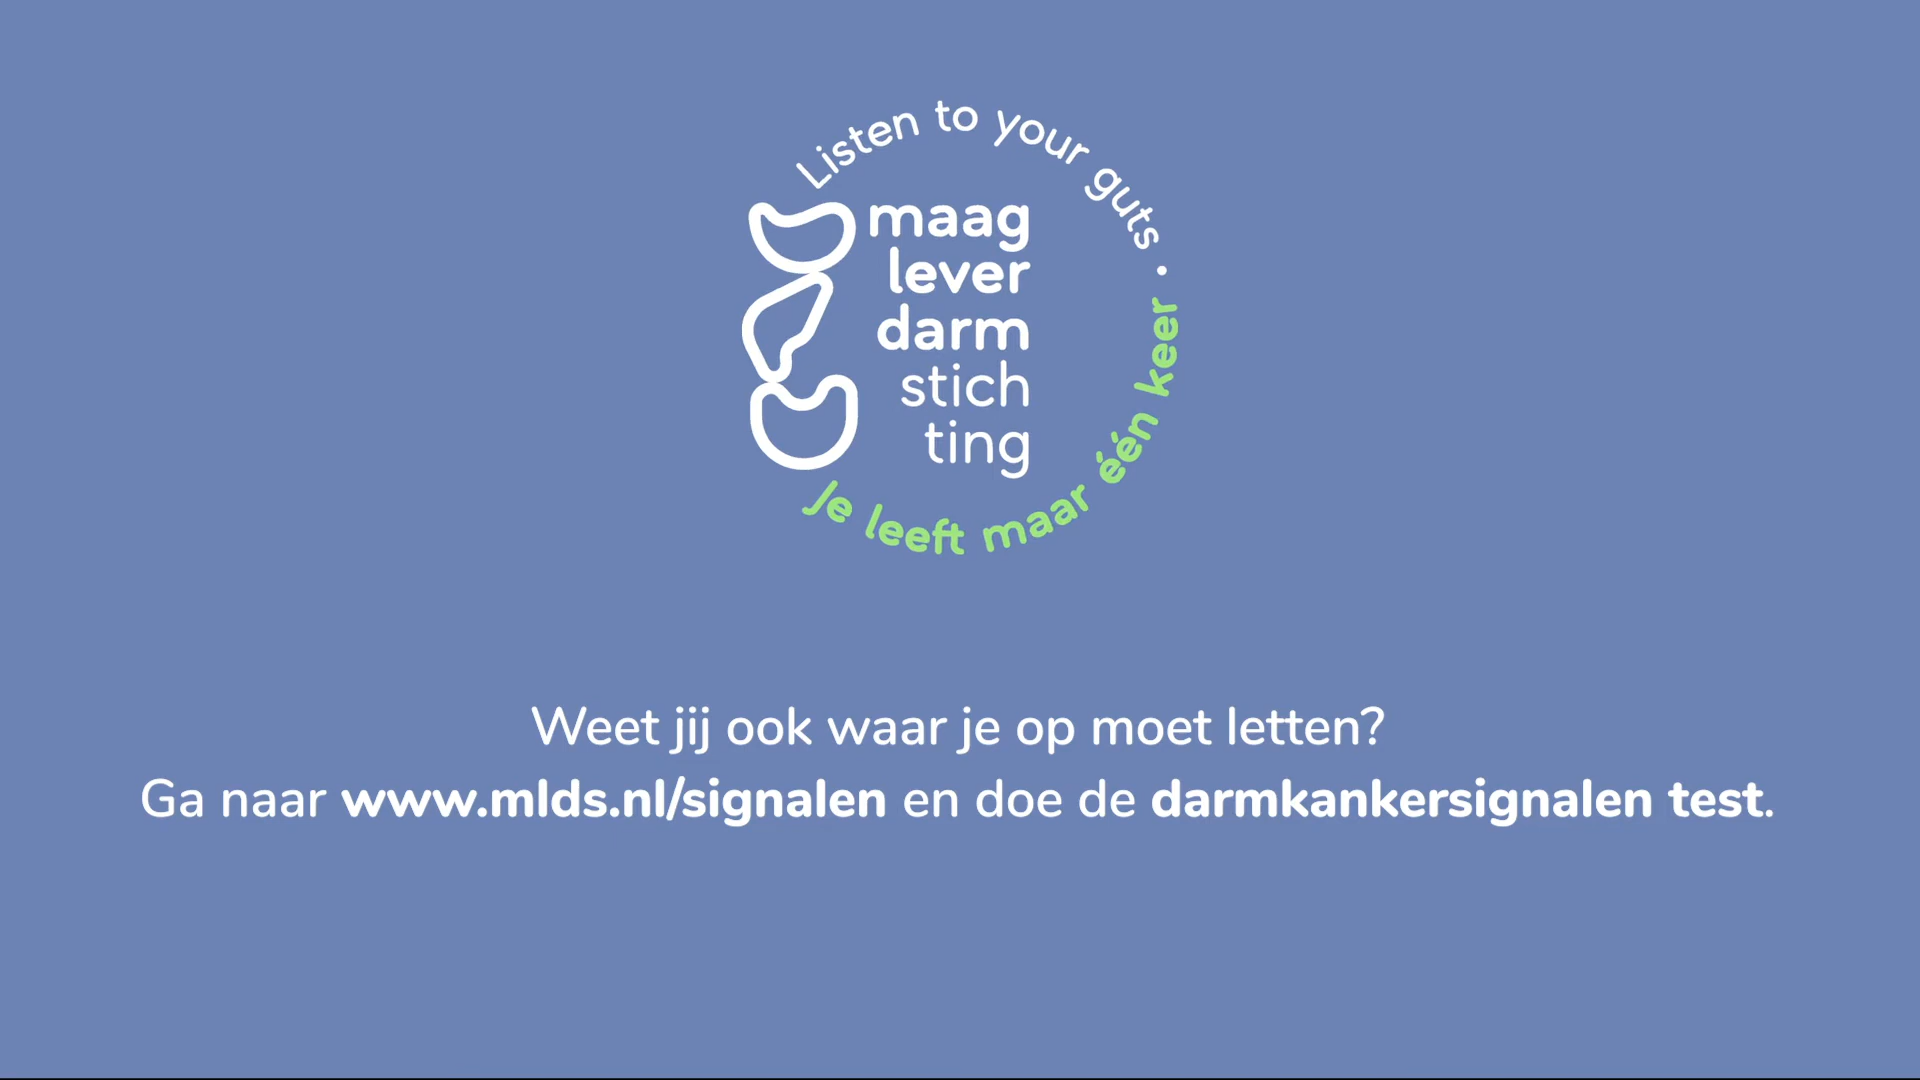 Listen to your guts •
maag
lever
darm
stich
ting
Je leeft maar één keer
Weet jij ook waar je op moet letten?
Ga naar www.mlds.nl/signalen en doe de darmkankersignalen test.